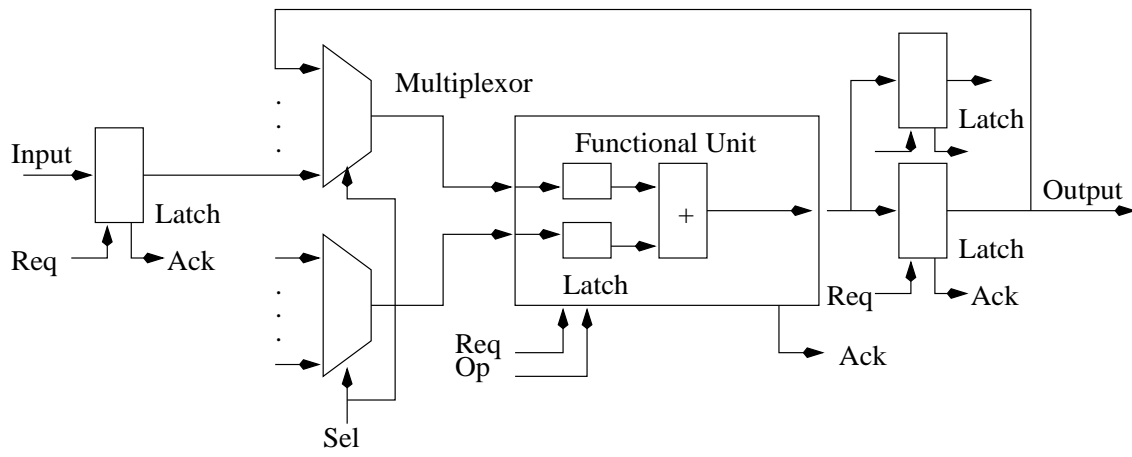 Multiplexor
Functional Unit
Latch
Input
Output
+
Latch
Latch
Req
Ack
Latch
Req
Ack
Req
Op
Ack
Sel